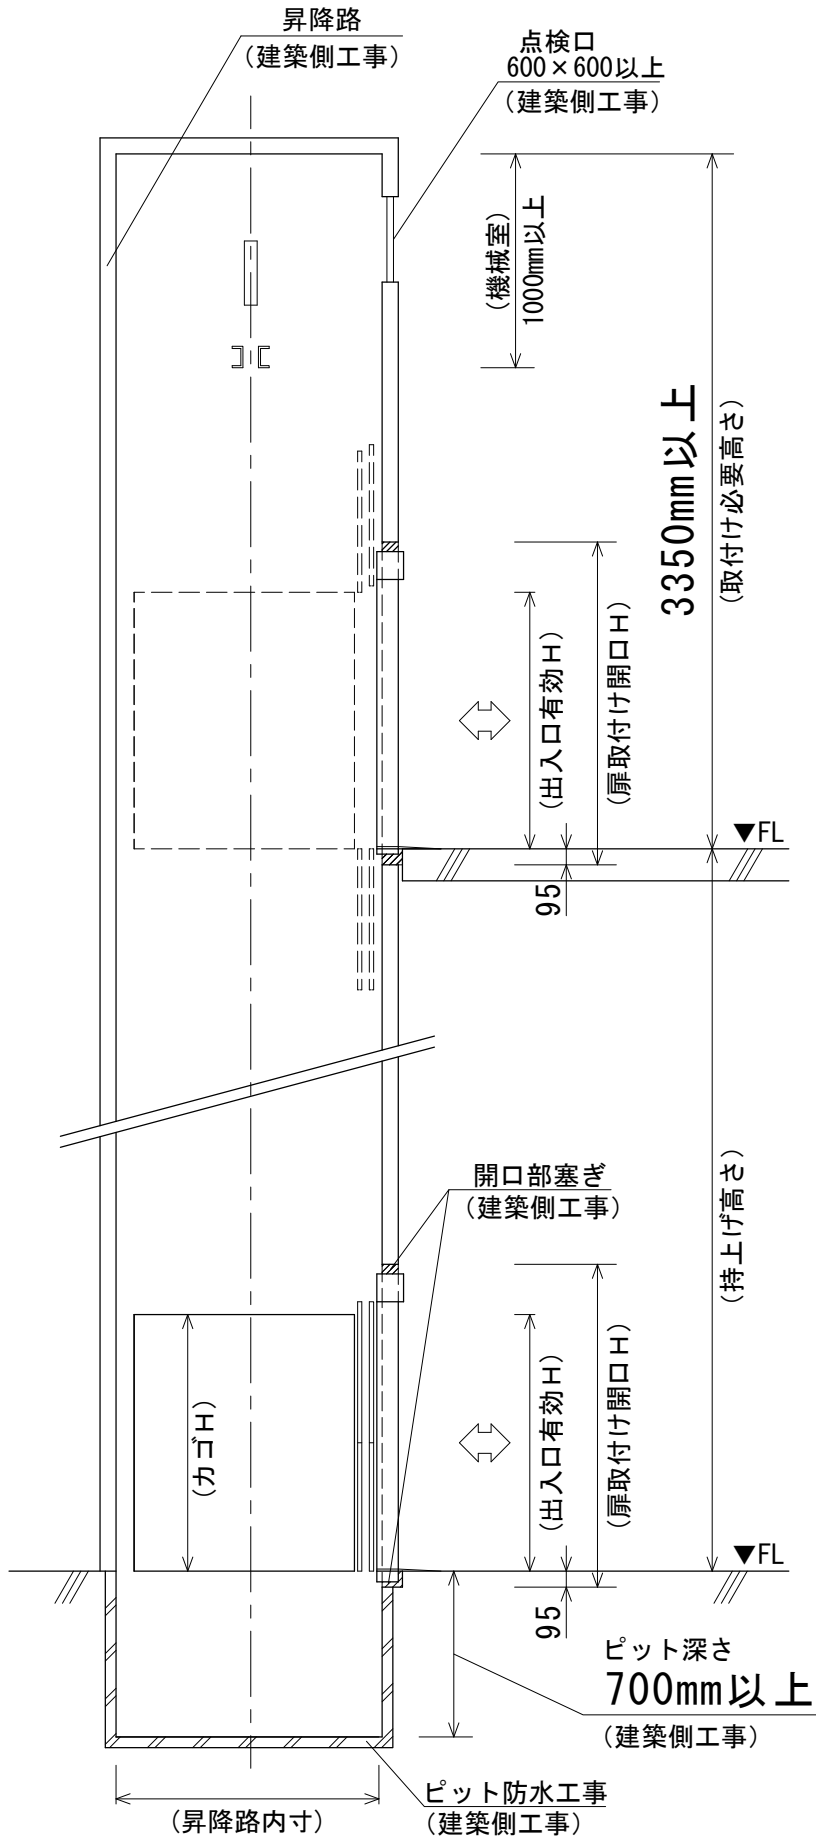 昇降路
(建築側工事)
点検口
600×600以上
(建築側工事)
(機械室)
1000mm以上
3350mm以上
(取付け必要高さ)
(出入口有効H)
(扉取付け開口H)
▼FL
95
開口部塞ぎ
(建築側工事)
(持上げ高さ)
(カゴH)
(出入口有効H)
(扉取付け開口H)
▼FL
95
ピット深さ
700mm以上
(建築側工事)
ピット防水工事
(建築側工事)
(昇降路内寸)